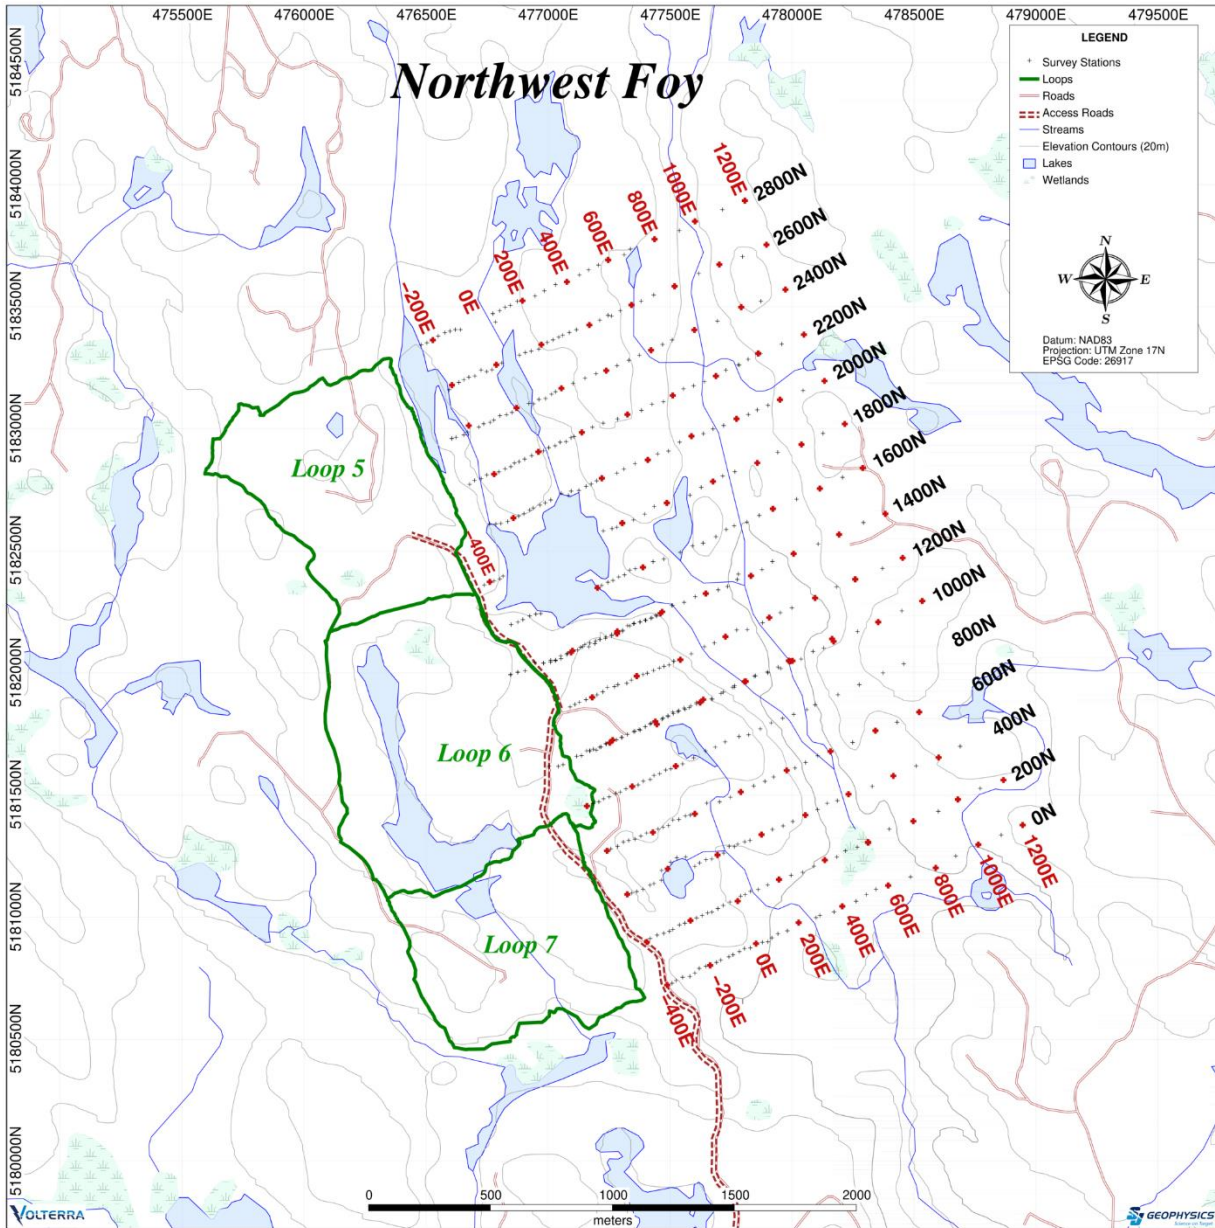 475500E 476000E 476500E 477000E 477500E 478000E 478500E 479000E 479500E
5184500N
5184000N
5183500N
5183000N
5182500N
5182000N
5181500N
5181000N
5180500N
5180000N
Northwest Foy
LEGEND
Survey Stations
Loops
Roads
Access Roads
Streams
Elevation Contours (20m)
Lakes
Wetlands
N
W E
S
Datum: NAD83
Projection: UTM Zone 17N
EPSG Code: 26917
−200E
0E
200E
400E
600E
800E
1000E
1200E
2800N
2600N
2400N
2200N
2000N
1800N
1600N
1400N
1200N
1000N
800N
600N
400N
200N
0N
−400E
Loop 5
Loop 6
Loop 7
−400E
−200E
0E
200E
400E
600E
800E
1000E
1200E
0 500 1000 1500 2000
meters
VOLTERRA
GEOPHYSICS